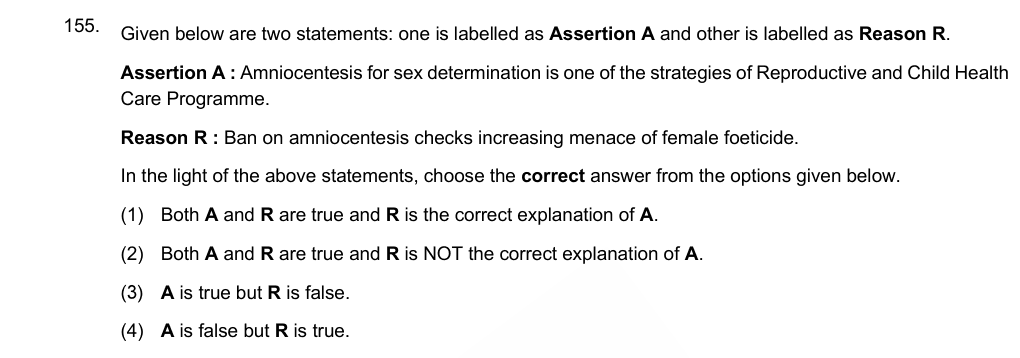 155. Given below are two statements: one is labelled as Assertion A and other is labelled as Reason R.
Assertion A : Amniocentesis for sex determination is one of the strategies of Reproductive and Child Health
Care Programme.
Reason R : Ban on amniocentesis checks increasing menace of female foeticide.
In the light of the above statements, choose the correct answer from the options given below.
(1) Both A and R are true and R is the correct explanation of A.
(2) Both A and R are true and R is NOT the correct explanation of A.
(3) A is true but R is false.
(4) A is false but R is true.